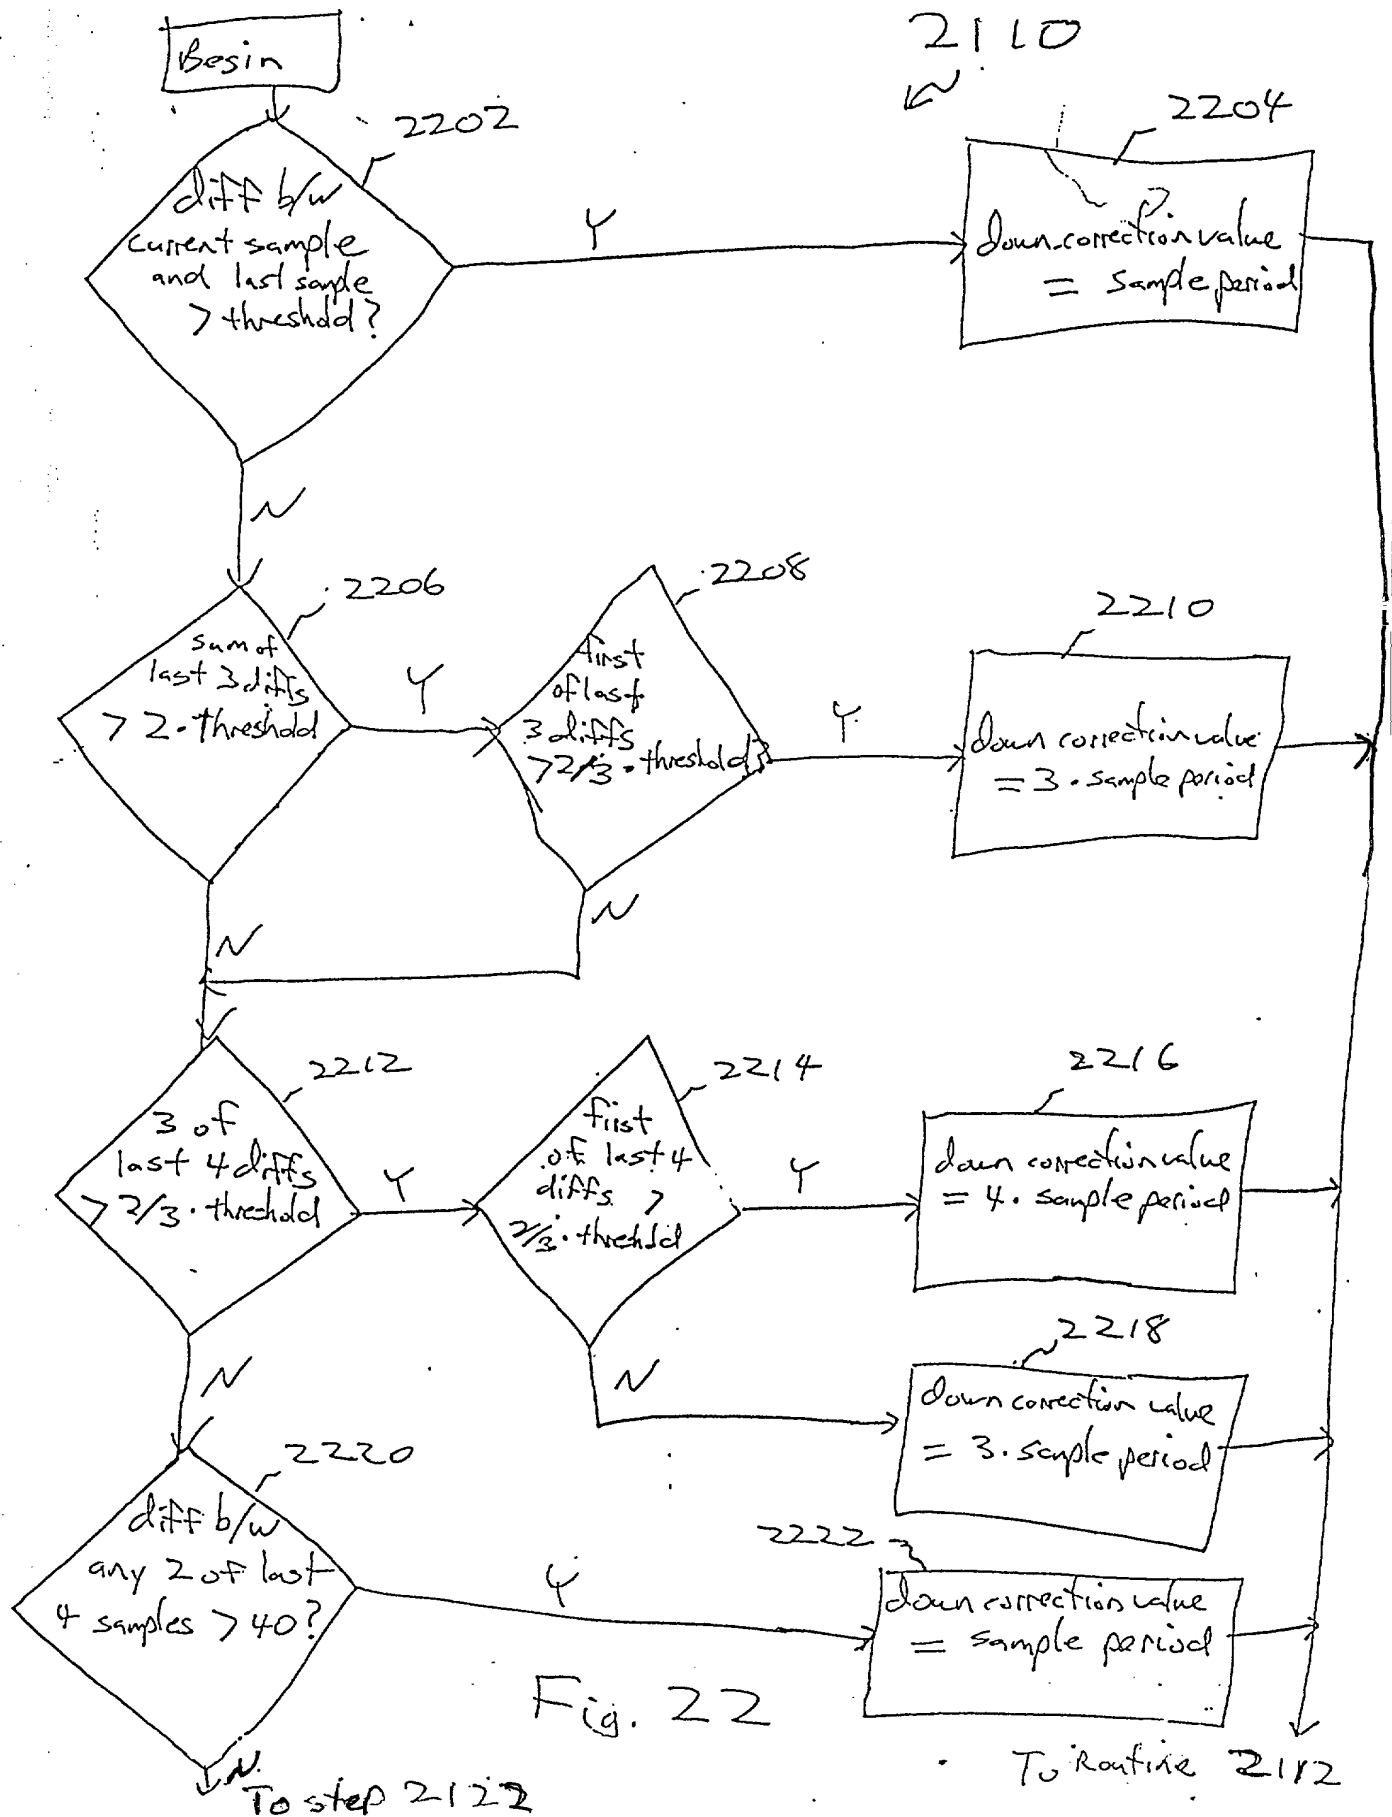 Begin
2110
2202
2204
diff b/w
current sample
and last sample
> threshold?
Y
down correction value
= sample period
N
2206
2208
2210
sum of
last 3 diffs
> 2 · threshold
Y
first
of last
3 diffs
> 2/3 · threshold?
Y
down correction value
= 3 · sample period
N
N
2212
2214
2216
3 of
last 4 diffs
> 2/3 · threshold
Y
first
of last 4
diffs >
2/3 · threshold
Y
down correction value
= 4 · sample period
N
N
2218
down correction value
= 3 · sample period
2220
diff b/w
any 2 of last
4 samples > 40?
Y
2222
down correction value
= sample period
Fig. 22
N
To step 2122
To Routine 2112